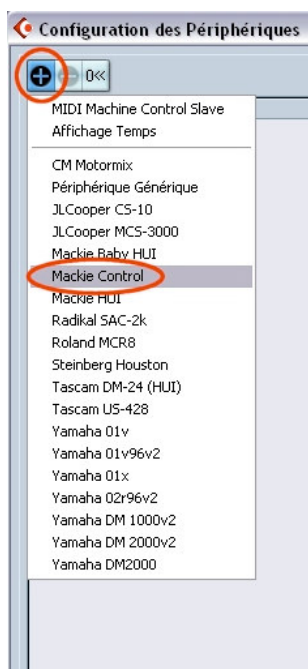 Configuration des Périphériques
0«
MIDI Machine Control Slave
Affichage Temps
CM Motormix
Périphérique Générique
JLCooper CS-10
JLCooper MCS-3000
Mackie Baby HUI
Mackie Control
Mackie HUI
Radikal SAC-2k
Roland MCR8
Steinberg Houston
Tascam DM-24 (HUI)
Tascam US-428
Yamaha 01v
Yamaha 01v96v2
Yamaha 01x
Yamaha 02r96v2
Yamaha DM 1000v2
Yamaha DM 2000v2
Yamaha DM2000